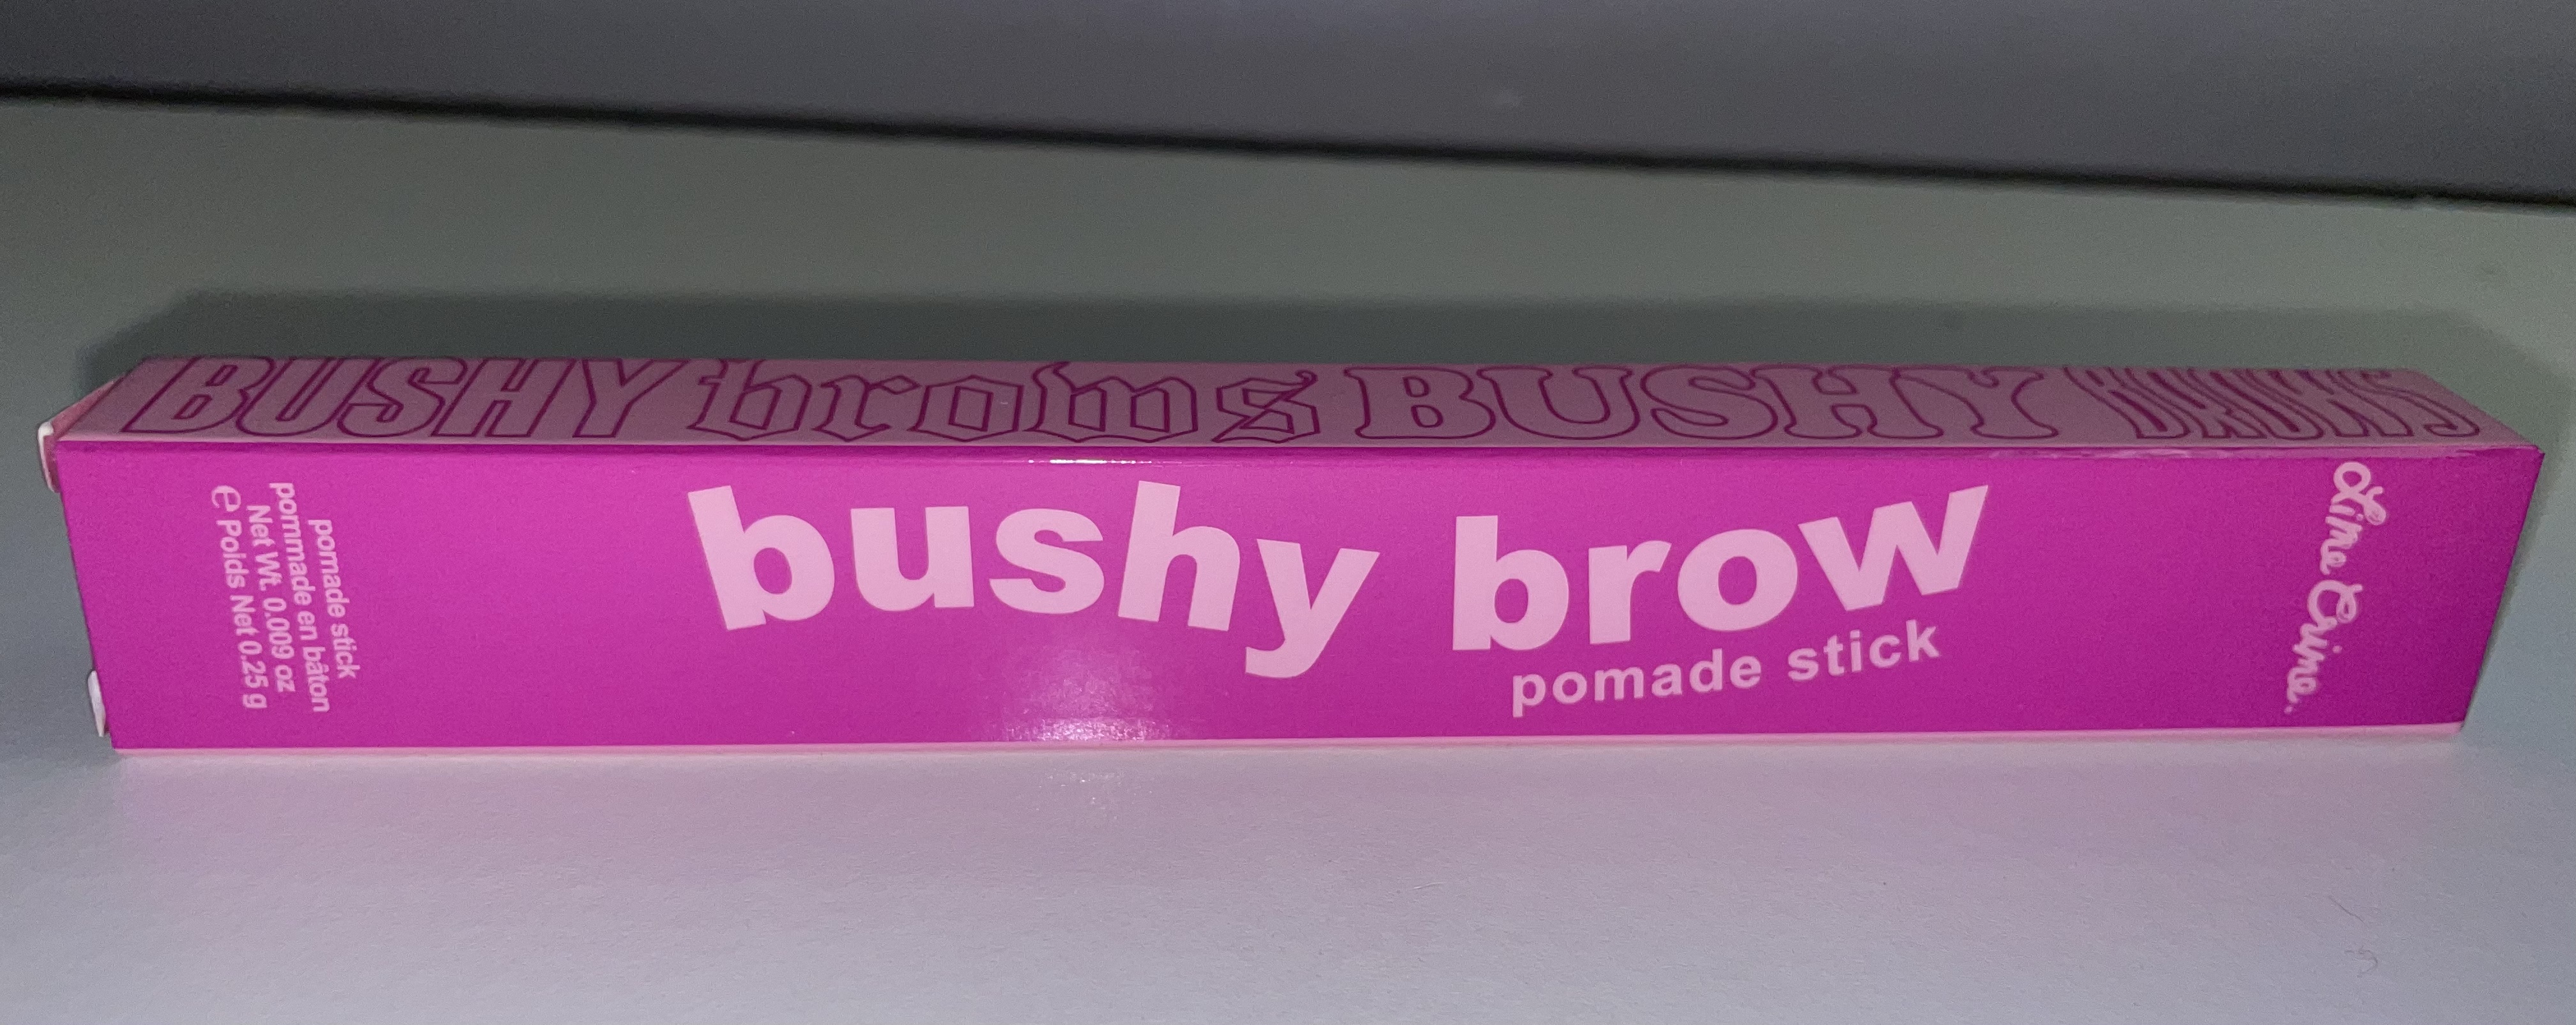 BUSHY brows BUSHY BROWS
bushy brow
pomade stick
Lime Crime.
pomade stick
pommade en bâton
Net Wt. 0.009 oz
℮ Poids Net 0.25 g